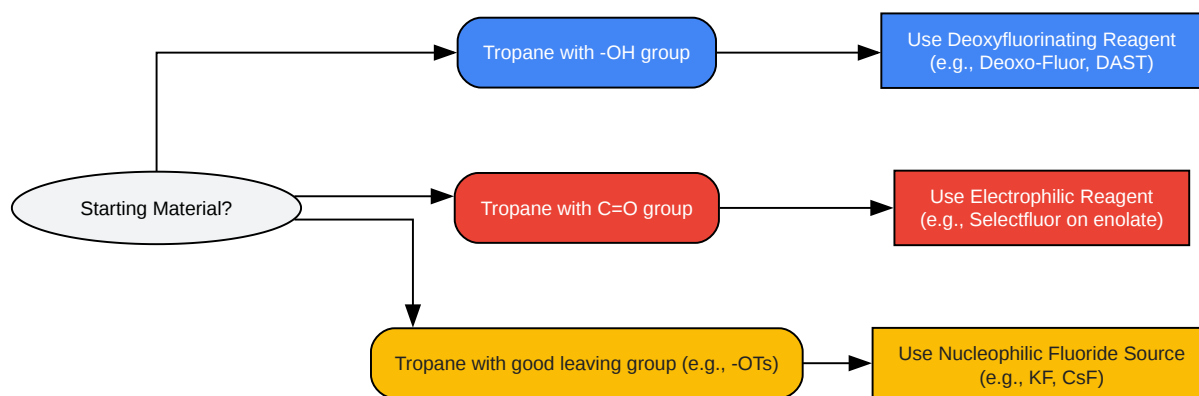 Tropane with -OH group
Use Deoxyfluorinating Reagent
(e.g., Deoxo-Fluor, DAST)
Starting Material?
Tropane with C=O group
Use Electrophilic Reagent
(e.g., Selectfluor on enolate)
Tropane with good leaving group (e.g., -OTs)
Use Nucleophilic Fluoride Source
(e.g., KF, CsF)